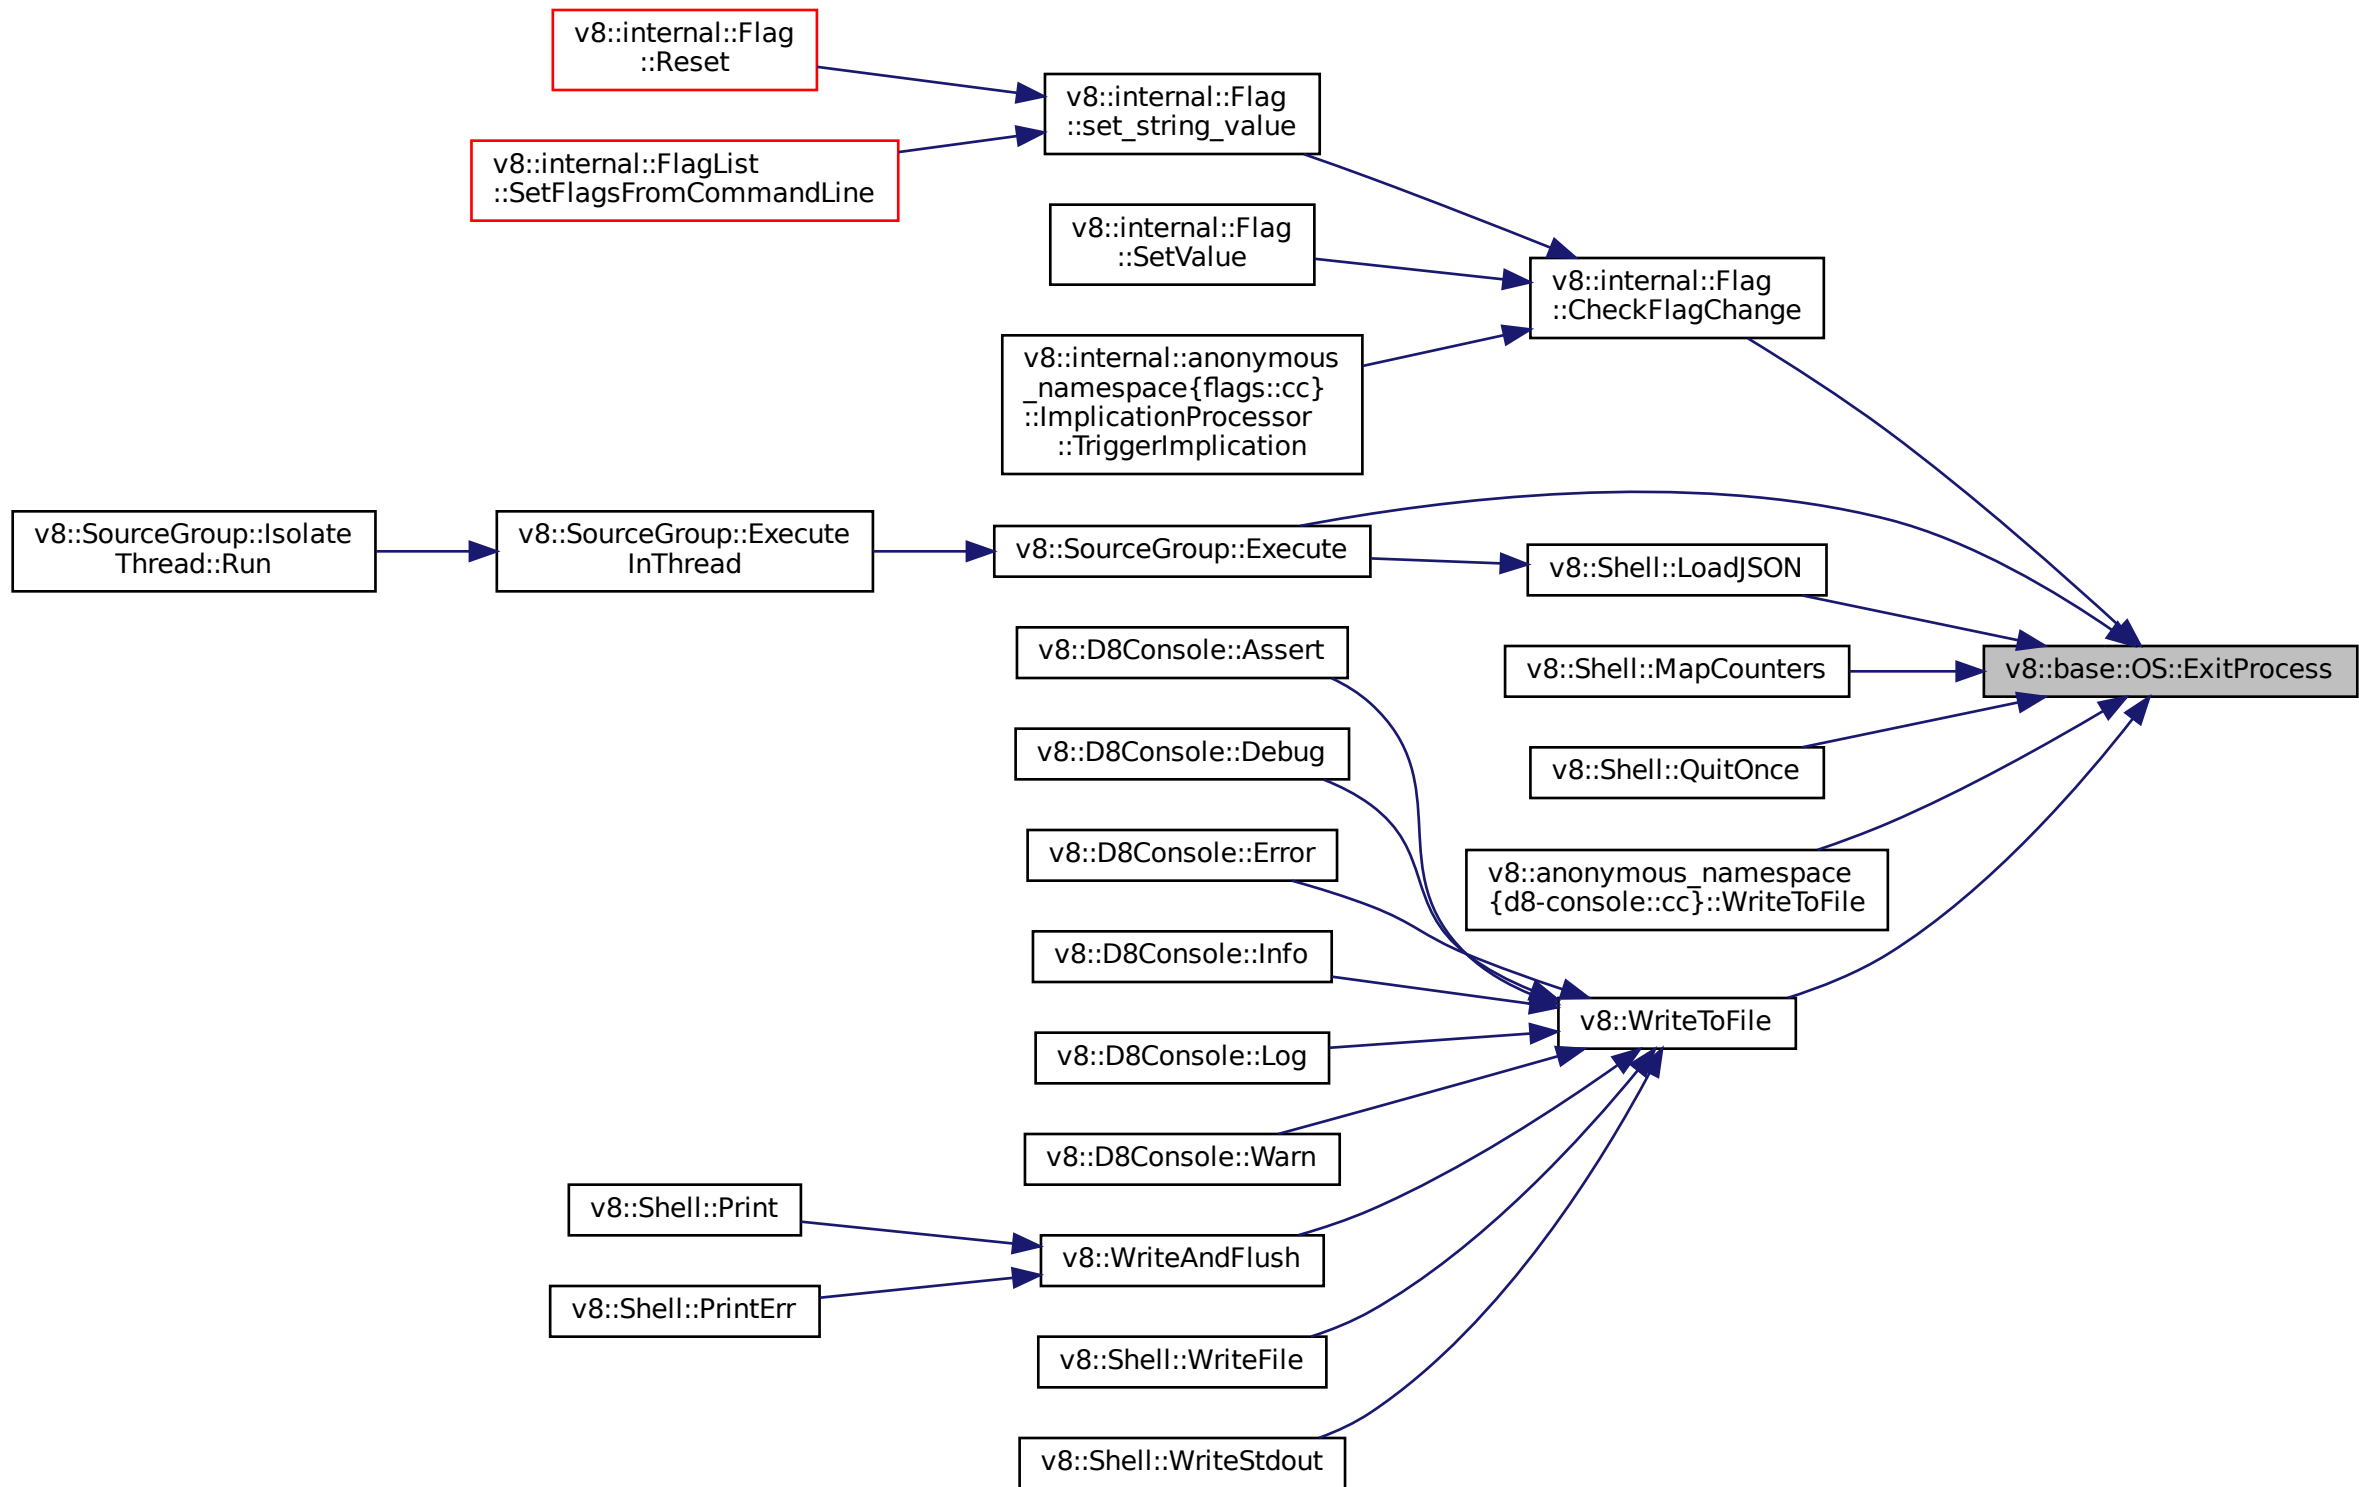 v8::internal::Flag
::Reset
v8::internal::FlagList
::SetFlagsFromCommandLine
v8::internal::Flag
::set_string_value
v8::internal::Flag
::SetValue
v8::internal::Flag
::CheckFlagChange
v8::internal::anonymous
_namespace{flags::cc}
::ImplicationProcessor
::TriggerImplication
v8::SourceGroup::Isolate
Thread::Run
v8::SourceGroup::Execute
InThread
v8::SourceGroup::Execute
v8::Shell::LoadJSON
v8::Shell::MapCounters
v8::base::OS::ExitProcess
v8::Shell::QuitOnce
v8::anonymous_namespace
{d8-console::cc}::WriteToFile
v8::D8Console::Assert
v8::D8Console::Debug
v8::D8Console::Error
v8::D8Console::Info
v8::WriteToFile
v8::D8Console::Log
v8::D8Console::Warn
v8::Shell::Print
v8::Shell::PrintErr
v8::WriteAndFlush
v8::Shell::WriteFile
v8::Shell::WriteStdout